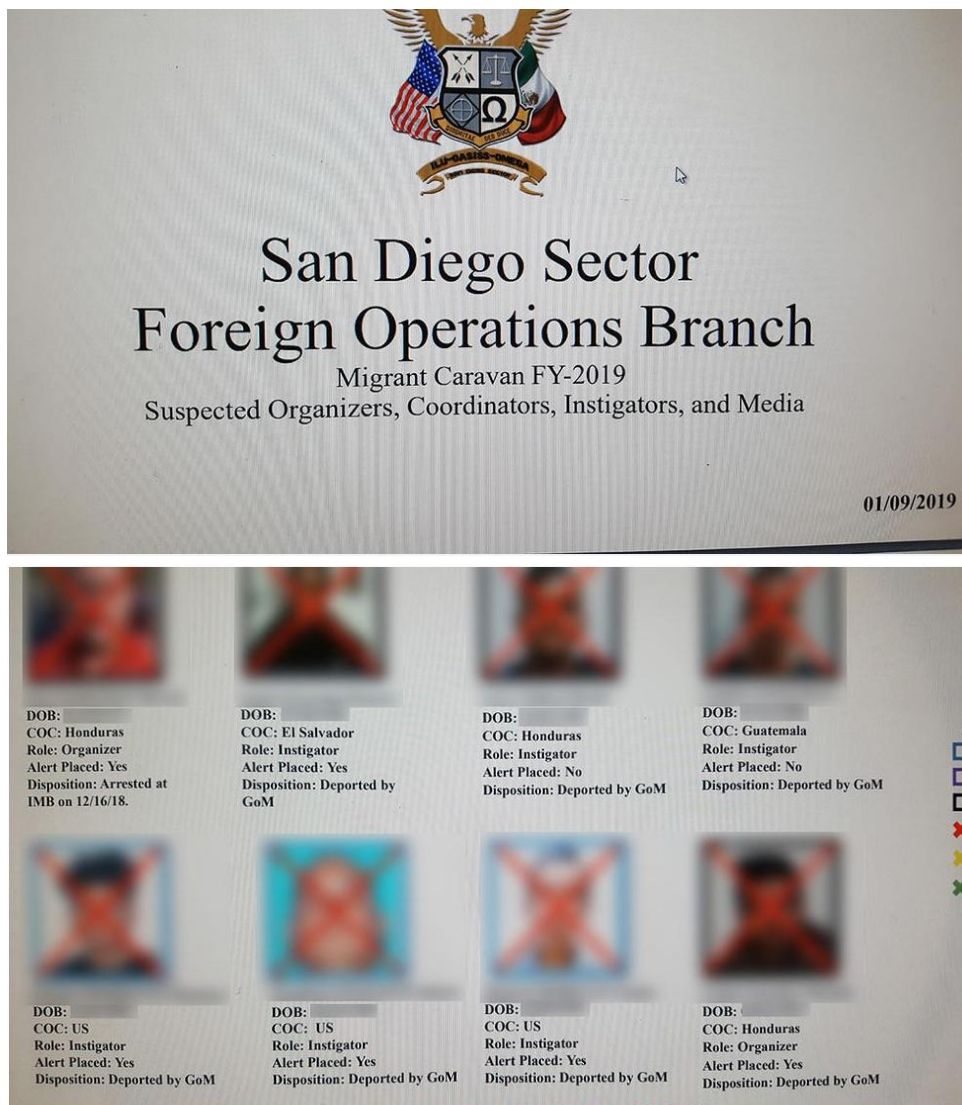 ILU-OASISS-OMEGA
SAN DIEGO SECTOR
San Diego Sector
Foreign Operations Branch
Migrant Caravan FY-2019
Suspected Organizers, Coordinators, Instigators, and Media
01/09/2019
DOB:
COC: Honduras
Role: Organizer
Alert Placed: Yes
Disposition: Arrested at
IMB on 12/16/18.
DOB:
COC: El Salvador
Role: Instigator
Alert Placed: Yes
Disposition: Deported by
GoM
DOB:
COC: Honduras
Role: Instigator
Alert Placed: No
Disposition: Deported by GoM
DOB:
COC: Guatemala
Role: Instigator
Alert Placed: No
Disposition: Deported by GoM
DOB:
COC: US
Role: Instigator
Alert Placed: Yes
Disposition: Deported by GoM
DOB:
COC: US
Role: Instigator
Alert Placed: Yes
Disposition: Deported by GoM
DOB:
COC: US
Role: Instigator
Alert Placed: Yes
Disposition: Deported by GoM
DOB:
COC: Honduras
Role: Organizer
Alert Placed: Yes
Disposition: Deported by GoM